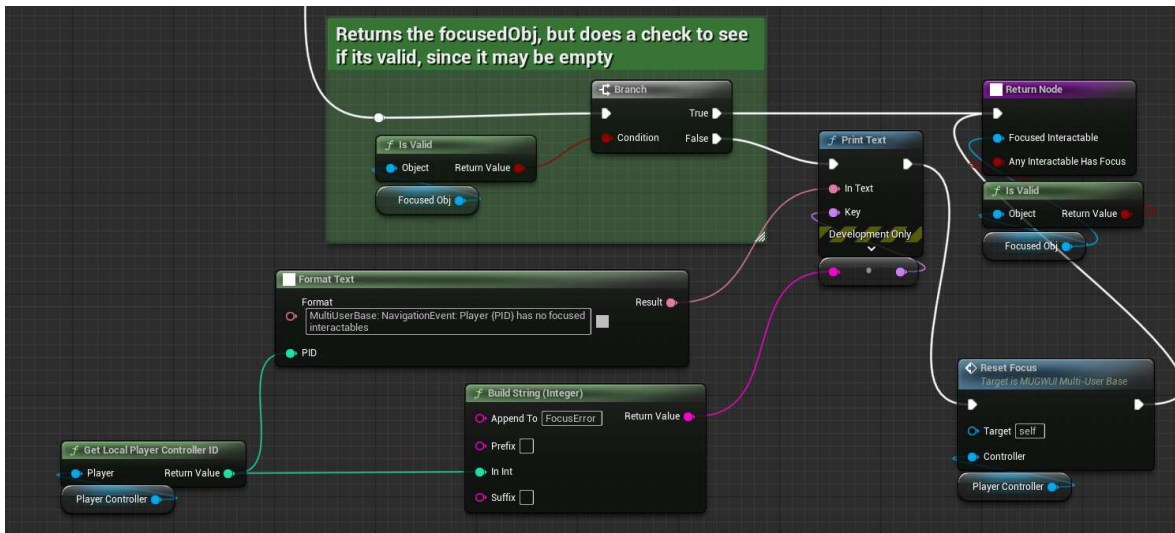 Returns the focusedObj, but does a check to see
if its valid, since it may be empty
Branch
True
Condition
False
Is Valid
Object
Return Value
Focused Obj
Print Text
In Text
Key
Development Only
Return Node
Focused Interactable
Any Interactable Has Focus
Is Valid
Object
Return Value
Focused Obj
Format Text
Format
Result
MultiUserBase: NavigationEvent: Player {PID} has no focused
interactables
PID
Build String (Integer)
Append To
FocusError
Return Value
Prefix
In Int
Suffix
Get Local Player Controller ID
Player
Return Value
Player Controller
Reset Focus
Target is MUGWUI Multi-User Base
Target
self
Controller
Player Controller